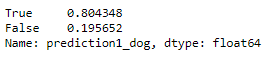 True     0.804348
False    0.195652
Name: prediction1_dog, dtype: float64